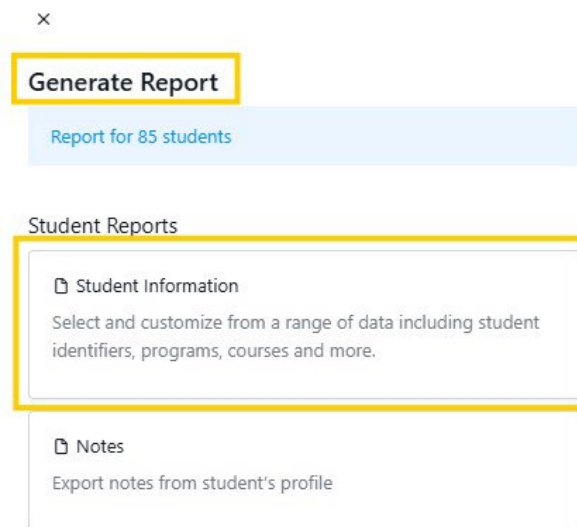 Generate Report
Report for 85 students
Student Reports
Student Information
Select and customize from a range of data including student
identifiers, programs, courses and more.
Notes
Export notes from student's profile